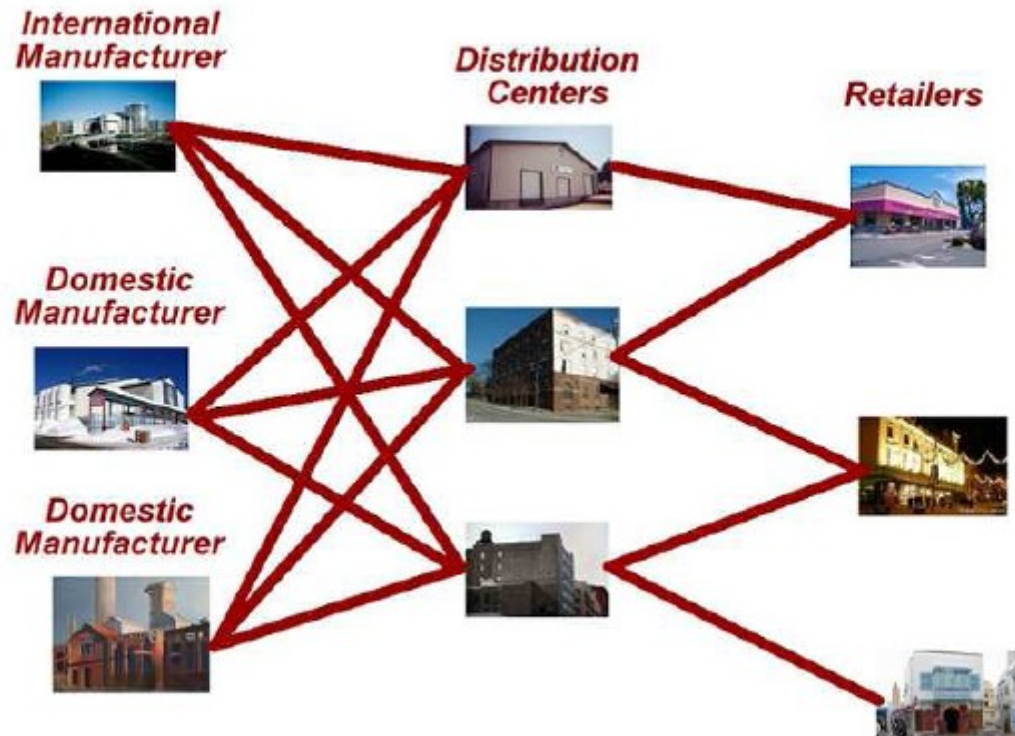 International
Manufacturer
Distribution
Centers
Retailers
Domestic
Manufacturer
Domestic
Manufacturer